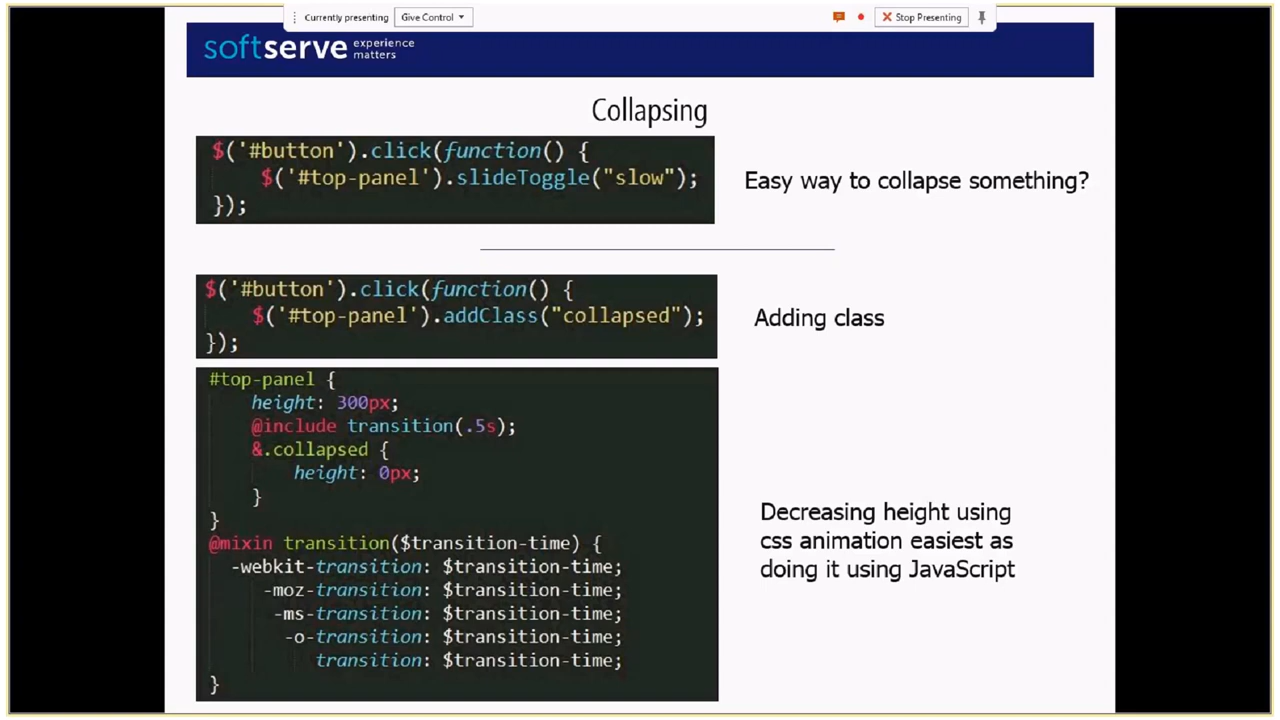 Currently presenting Give Control Stop Presenting
softserve experience matters
Collapsing
$('#button').click(function() {
$('#top-panel').slideToggle("slow");
});
Easy way to collapse something?
$('#button').click(function() {
$('#top-panel').addClass("collapsed");
});
Adding class
#top-panel {
height: 300px;
@include transition(.5s);
&.collapsed {
height: 0px;
}
}
@mixin transition($transition-time) {
-webkit-transition: $transition-time;
-moz-transition: $transition-time;
-ms-transition: $transition-time;
-o-transition: $transition-time;
transition: $transition-time;
}
Decreasing height using
css animation easiest as
doing it using JavaScript